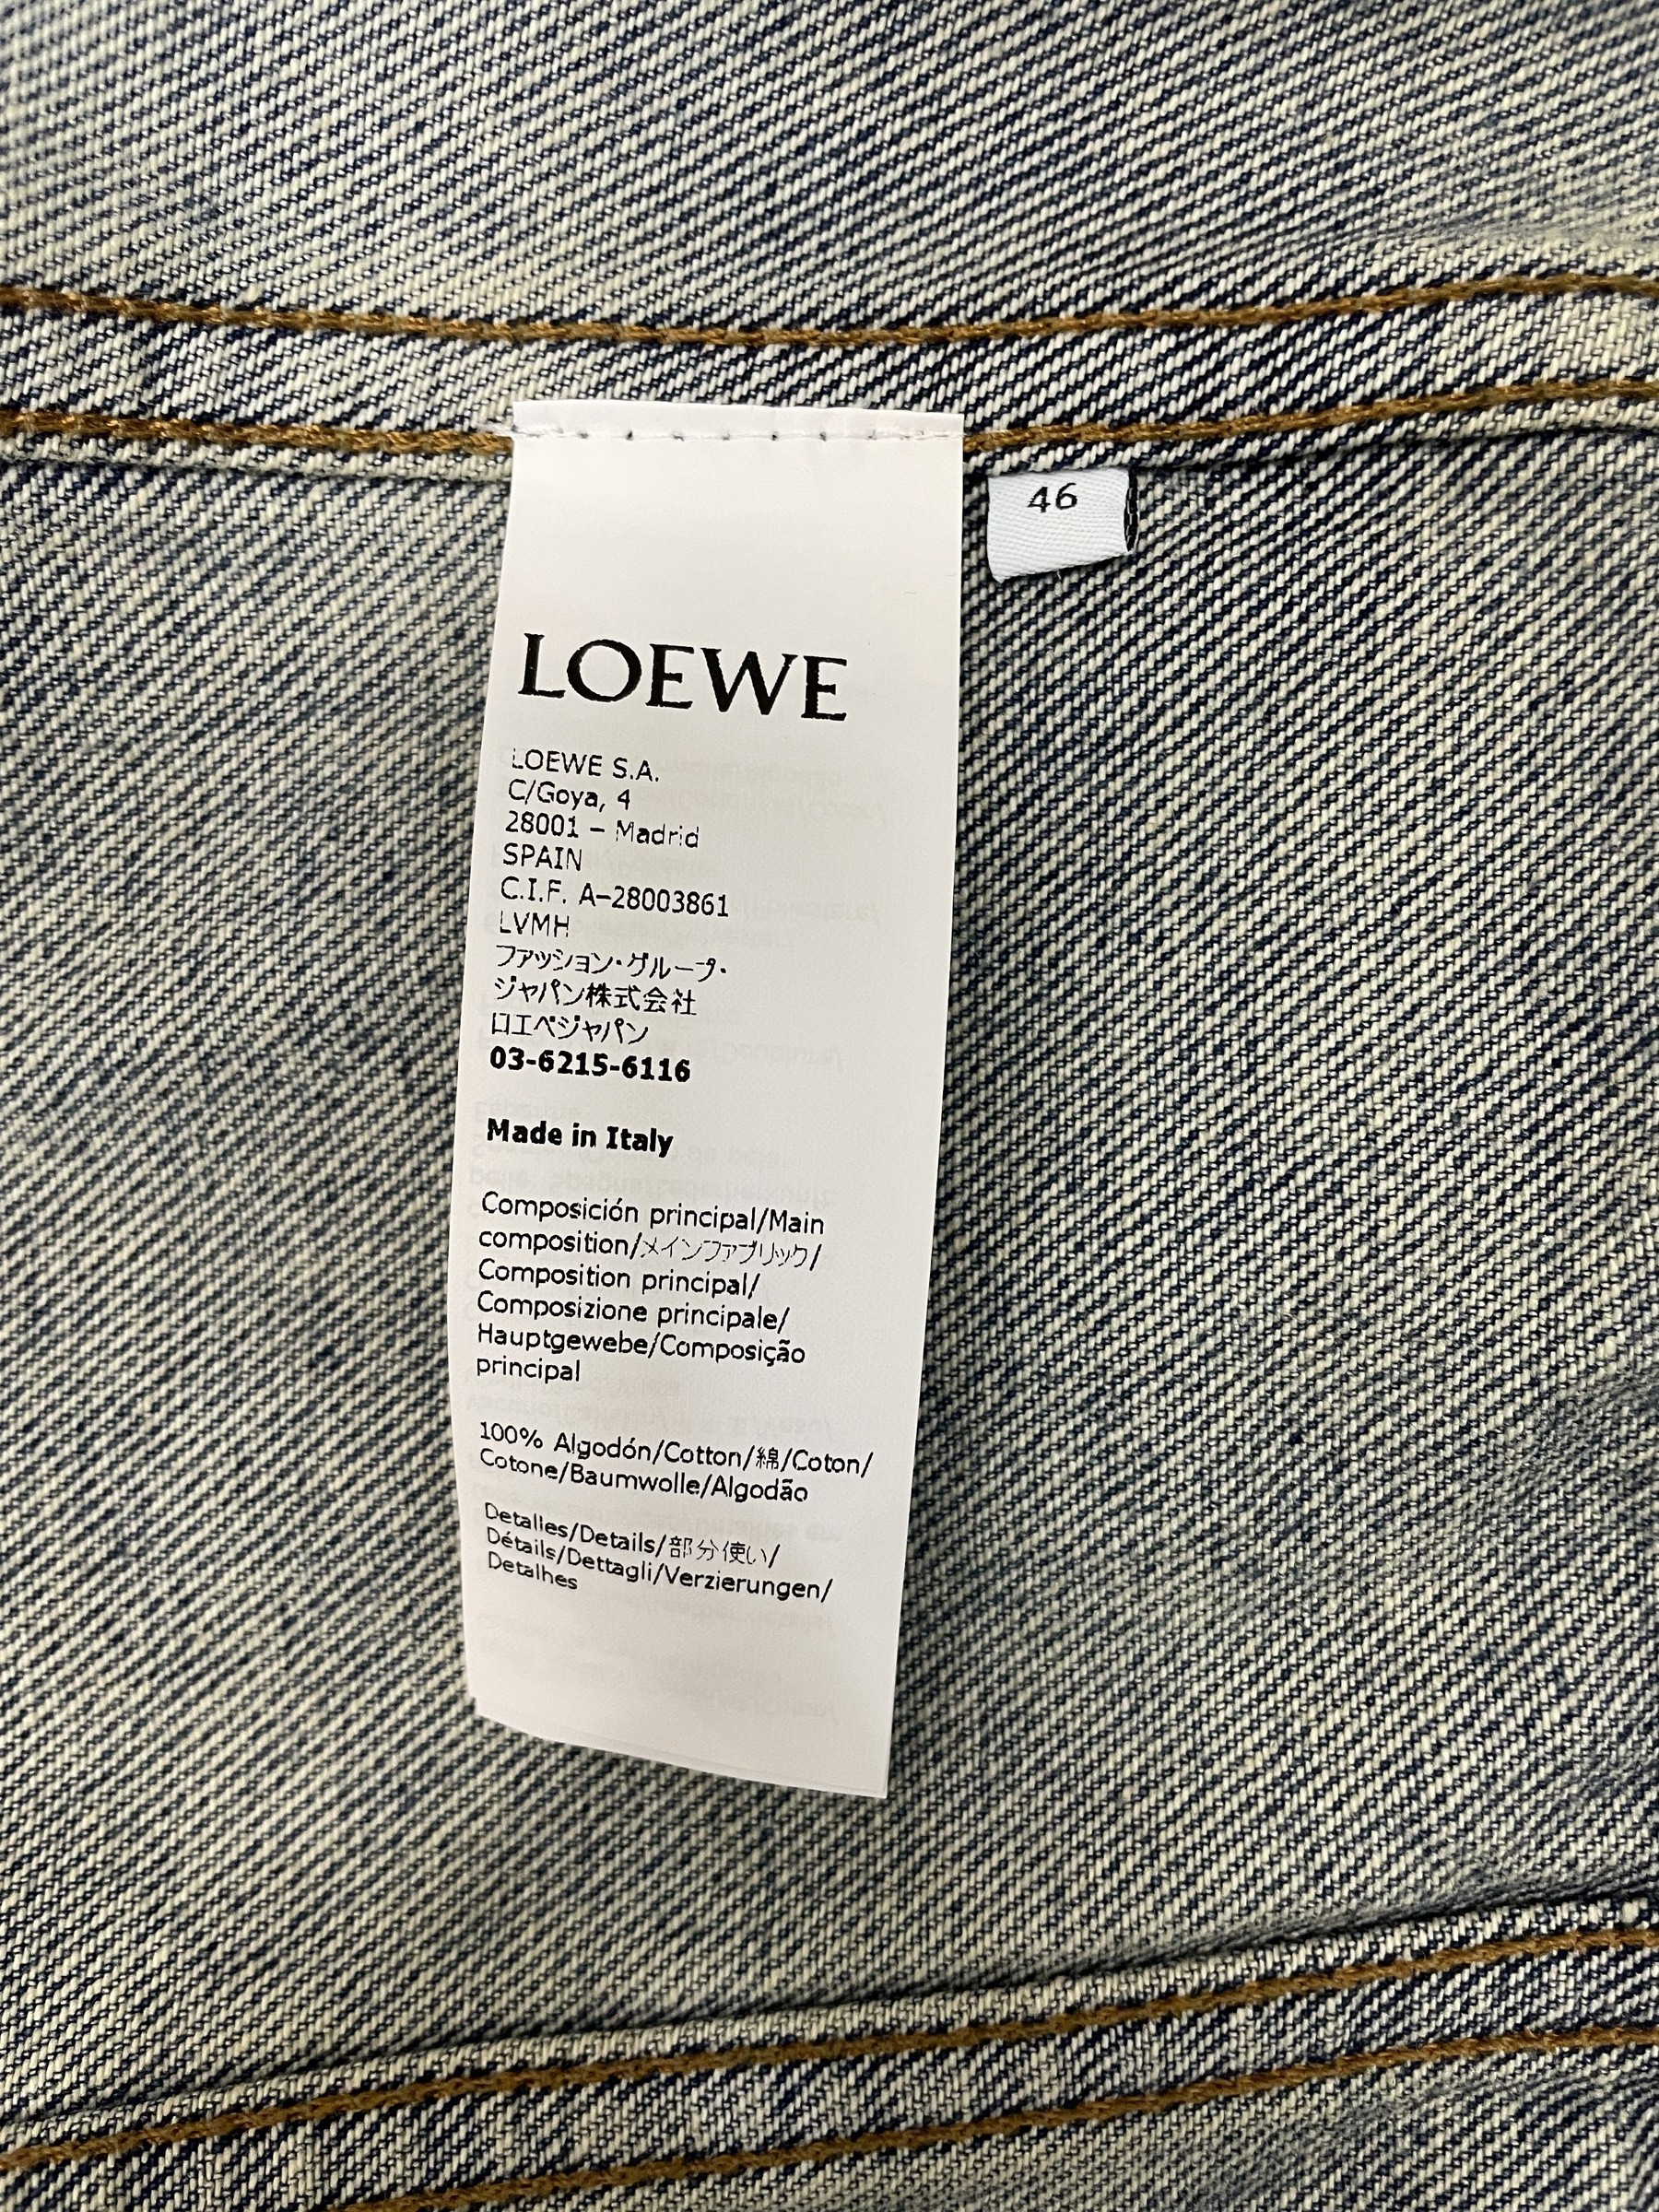 46
LOEWE
LOEWE S.A.
C/Goya, 4
28001 – Madrid
SPAIN
C.I.F. A–28003861
LVMH
ファッション・グループ・
ジャパン株式会社
ロエベジャパン
03-6215-6116
Made in Italy
Composición principal/Main
composition/メインファブリック/
Composition principal/
Composizione principale/
Hauptgewebe/Composição
principal
100% Algodón/Cotton/綿/Coton/
Cotone/Baumwolle/Algodão
Detalles/Details/部分使い/
Détails/Dettagli/Verzierungen/
Detalhes